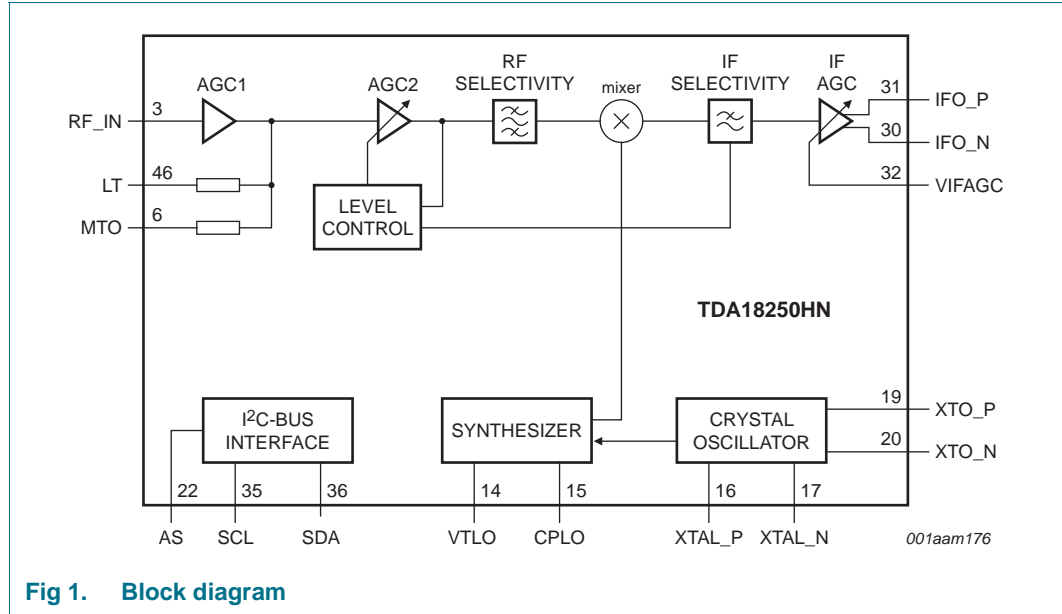 RF
SELECTIVITY
IF
SELECTIVITY
IF
AGC
AGC1
AGC2
mixer
3
RF_IN
46
LT
6
MTO
LEVEL
CONTROL
31
IFO_P
30
IFO_N
32
VIFAGC
TDA18250HN
I²C-BUS
INTERFACE
SYNTHESIZER
CRYSTAL
OSCILLATOR
19
XTO_P
20
XTO_N
22
35
36
14
15
16
17
AS
SCL
SDA
VTLO
CPLO
XTAL_P
XTAL_N
001aam176
Fig 1. Block diagram